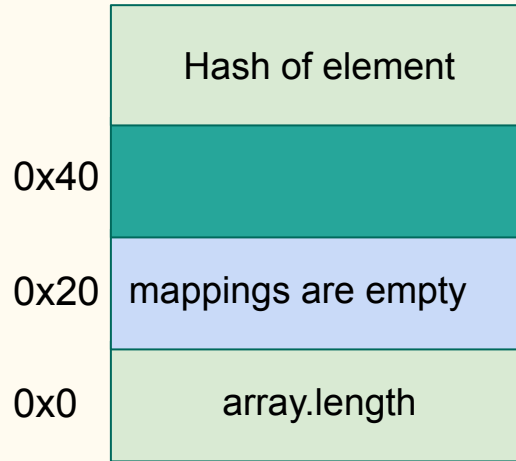 Hash of element
0x40
0x20 mappings are empty
0x0 array.length